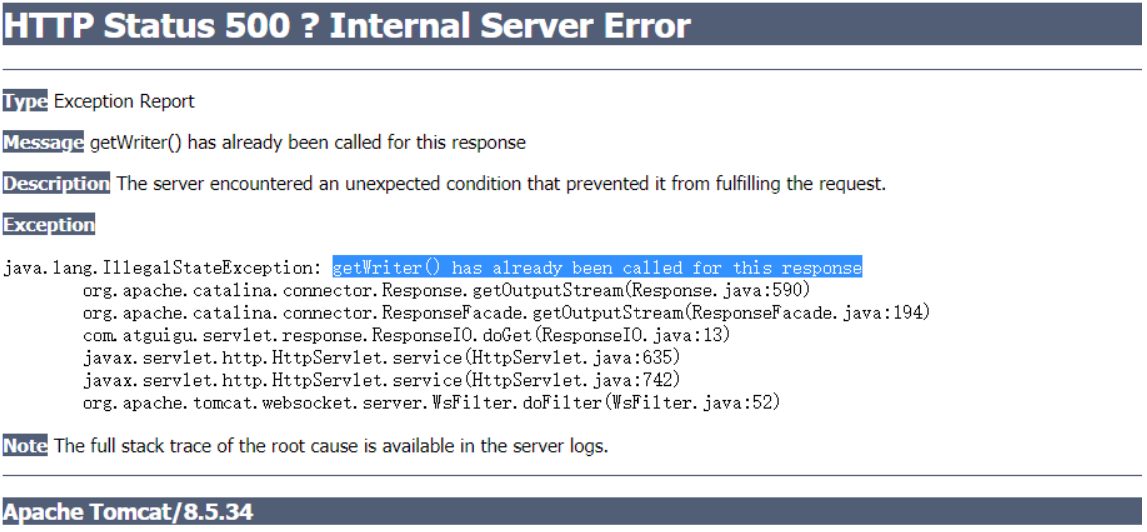 HTTP Status 500 ? Internal Server Error
Type Exception Report
Message getWriter() has already been called for this response
Description The server encountered an unexpected condition that prevented it from fulfilling the request.
Exception
java.lang.IllegalStateException: getWriter() has already been called for this response
org.apache.catalina.connector.Response.getOutputStream(Response.java:590)
org.apache.catalina.connector.ResponseFacade.getOutputStream(ResponseFacade.java:194)
com.atguigu.servlet.response.ResponseIO.doGet(ResponseIO.java:13)
javax.servlet.http.HttpServlet.service(HttpServlet.java:635)
javax.servlet.http.HttpServlet.service(HttpServlet.java:742)
org.apache.tomcat.websocket.server.WsFilter.doFilter(WsFilter.java:52)
Note The full stack trace of the root cause is available in the server logs.
Apache Tomcat/8.5.34